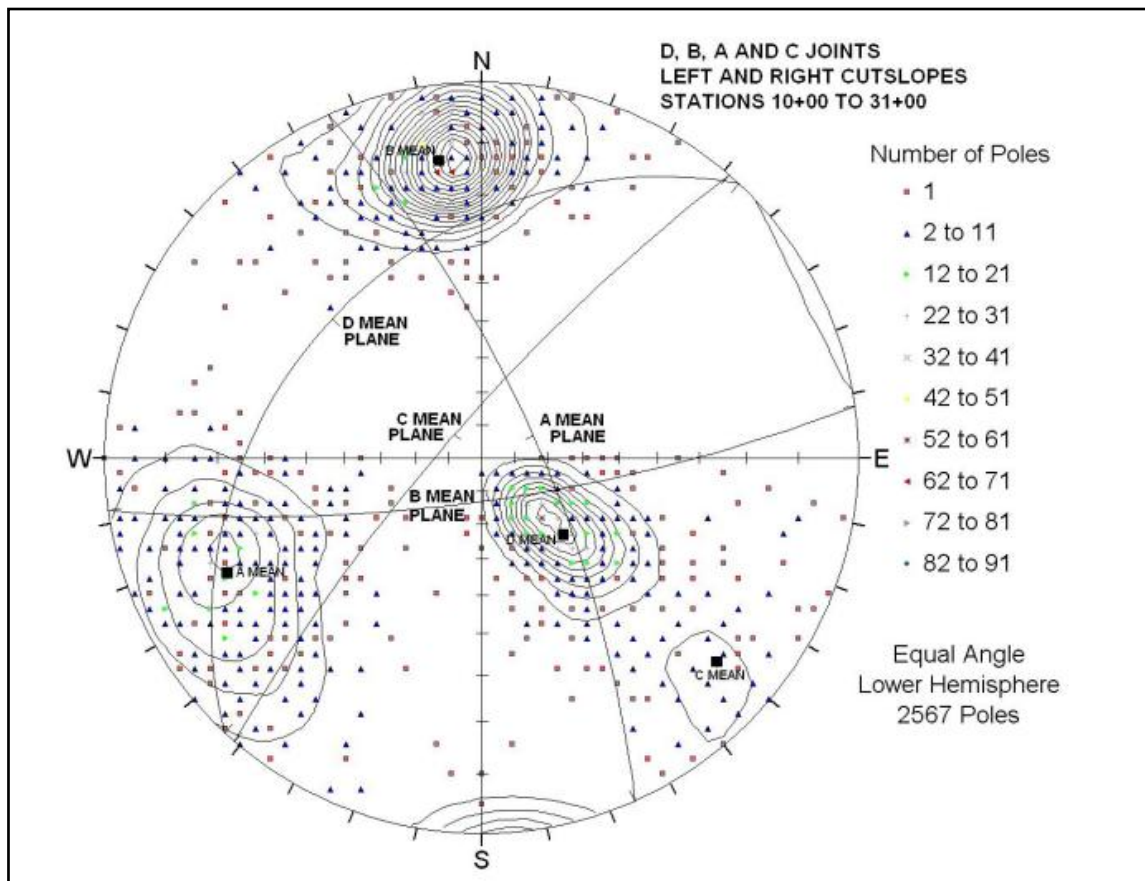 D, B, A AND C JOINTS
LEFT AND RIGHT CUTSLOPES
STATIONS 10+00 TO 31+00
N
B MEAN
Number of Poles
1
2 to 11
12 to 21
22 to 31
32 to 41
42 to 51
52 to 61
62 to 71
72 to 81
82 to 91
D MEAN
PLANE
C MEAN
PLANE
A MEAN
PLANE
W
E
B MEAN
PLANE
D MEAN
A MEAN
C MEAN
Equal Angle
Lower Hemisphere
2567 Poles
S